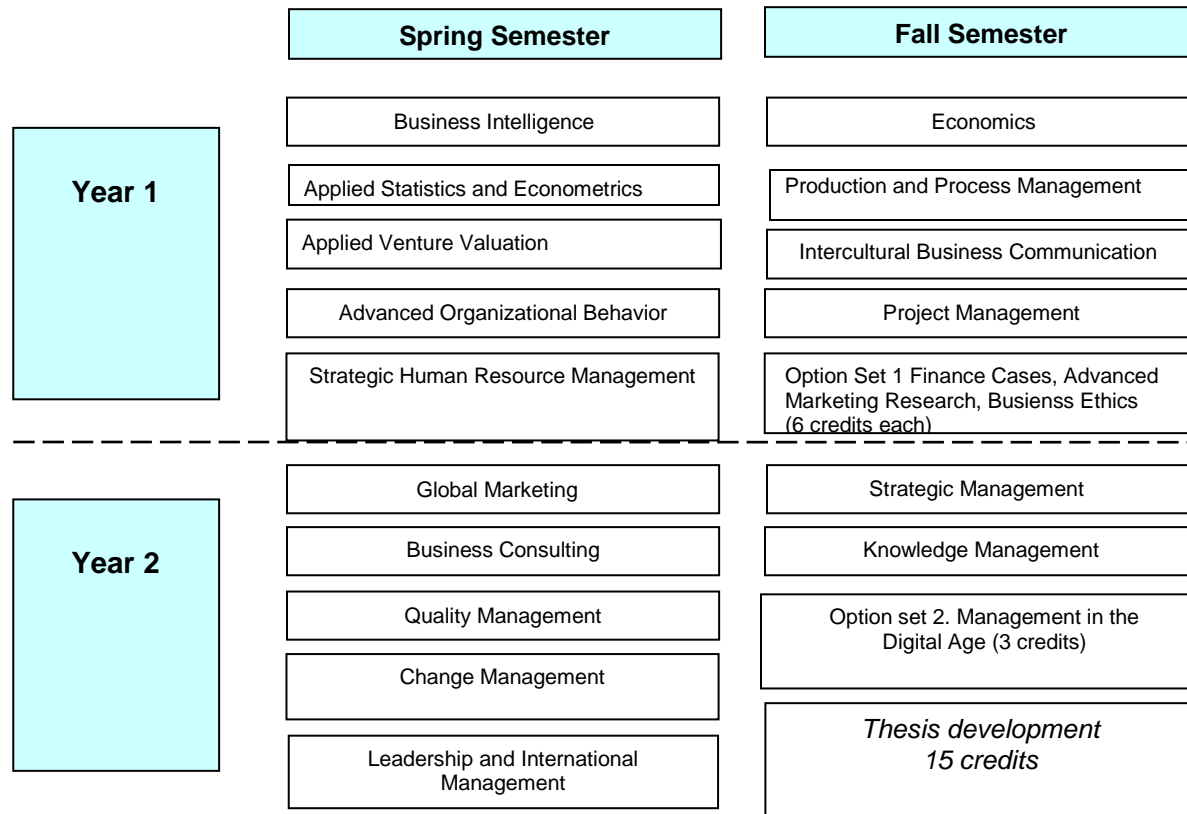 Spring Semester
Fall Semester
Year 1
Business Intelligence
Economics
Applied Statistics and Econometrics
Production and Process Management
Applied Venture Valuation
Intercultural Business Communication
Advanced Organizational Behavior
Project Management
Strategic Human Resource Management
Option Set 1 Finance Cases, Advanced
Marketing Research, Busienss Ethics
(6 credits each)
Year 2
Global Marketing
Strategic Management
Business Consulting
Knowledge Management
Quality Management
Option set 2. Management in the
Digital Age (3 credits)
Change Management
Thesis development
15 credits
Leadership and International
Management